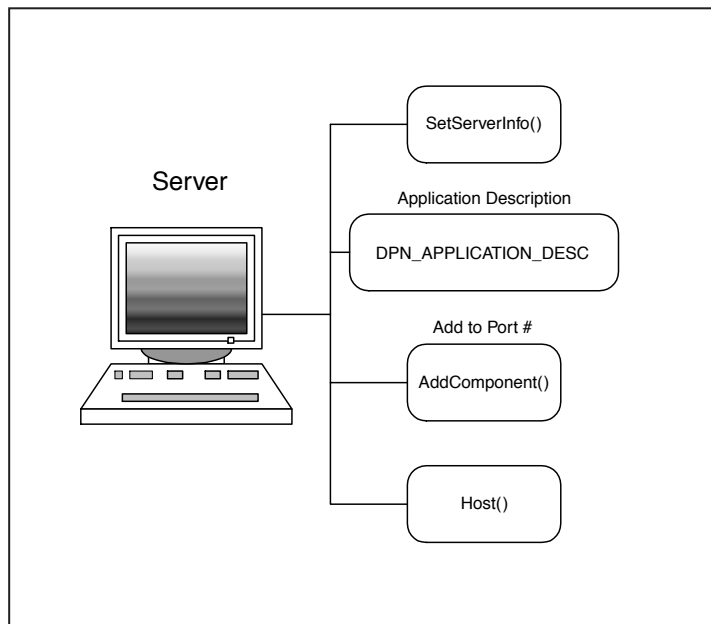 Server
SetServerInfo()
Application Description
DPN_APPLICATION_DESC
Add to Port #
AddComponent()
Host()